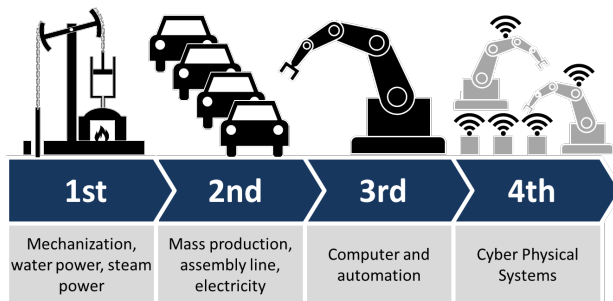 1st
2nd
3rd
4th
Mechanization,
water power, steam
power
Mass production,
assembly line,
electricity
Computer and
automation
Cyber Physical
Systems